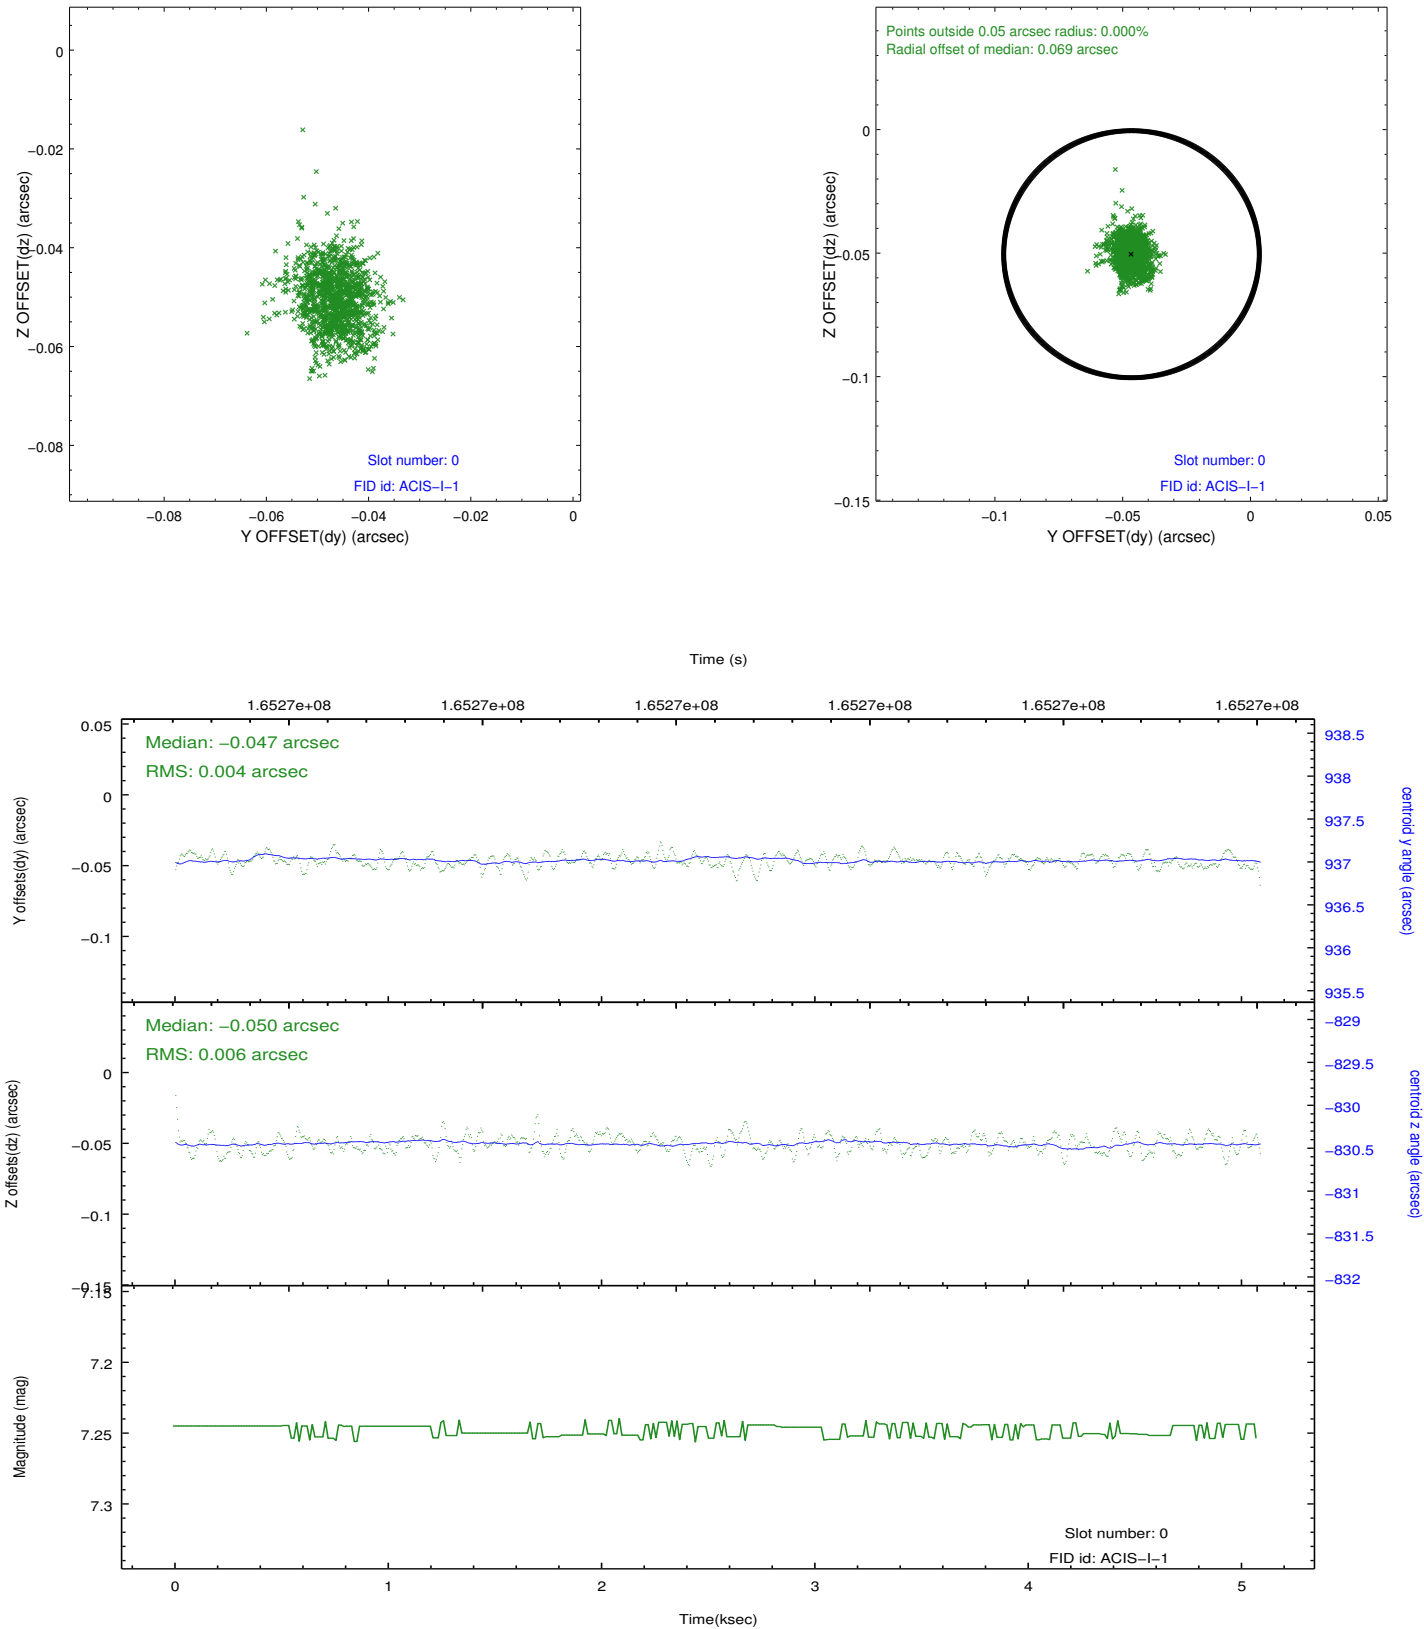 0
−0.02
−0.04
−0.06
−0.08
Z OFFSET(dz) (arcsec)
Slot number: 0
FID id: ACIS−I−1
−0.08 −0.06 −0.04 −0.02 0
Y OFFSET(dy) (arcsec)
Points outside 0.05 arcsec radius: 0.000%
Radial offset of median: 0.069 arcsec
0
−0.05
−0.1
−0.15
Z OFFSET(dz) (arcsec)
Slot number: 0
FID id: ACIS−I−1
−0.1 −0.05 0 0.05
Y OFFSET(dy) (arcsec)
Time (s)
1.6527e+08 1.6527e+08 1.6527e+08 1.6527e+08 1.6527e+08 1.6527e+08
Median: −0.047 arcsec
RMS: 0.004 arcsec
0.05
0
−0.05
−0.1
Y offsets(dy) (arcsec)
938.5
938
937.5
937
936.5
936
935.5
centroid y angle (arcsec)
Median: −0.050 arcsec
RMS: 0.006 arcsec
0
−0.05
−0.1
−0.15
Z offsets(dz) (arcsec)
−829
−829.5
−830
−830.5
−831
−831.5
−832
centroid z angle (arcsec)
7.15
7.2
7.25
7.3
Magnitude (mag)
Slot number: 0
FID id: ACIS−I−1
0 1 2 3 4 5
Time(ksec)